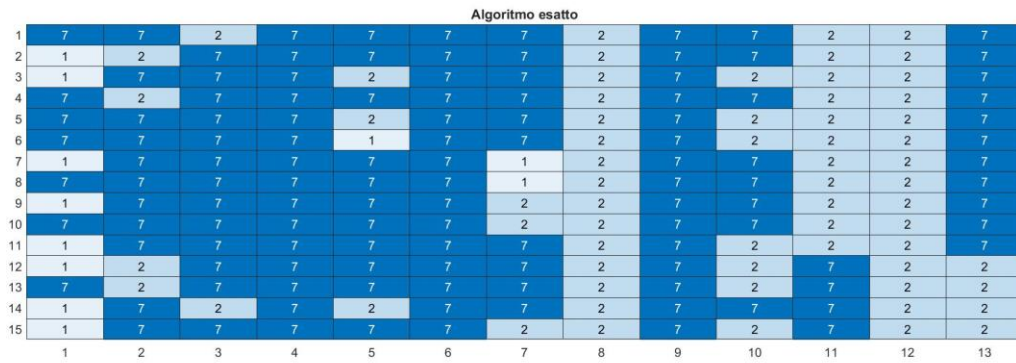 Algoritmo esatto
1 7 7 2 7 7 7 7 2 7 7 2 2 7
2 1 2 7 7 7 7 7 2 7 7 2 2 7
3 1 7 7 7 2 7 7 2 7 2 2 2 7
4 7 2 7 7 7 7 7 2 7 7 2 2 7
5 7 7 7 7 2 7 7 2 7 2 2 2 7
6 7 7 7 7 1 7 7 2 7 2 2 2 7
7 1 7 7 7 7 7 1 2 7 7 2 2 7
8 7 7 7 7 7 7 1 2 7 7 2 2 7
9 1 7 7 7 7 7 2 2 7 7 2 2 7
10 7 7 7 7 7 7 2 2 7 7 2 2 7
11 1 7 7 7 7 7 7 2 7 2 2 2 7
12 1 2 7 7 7 7 7 2 7 2 7 2 2
13 7 2 7 7 7 7 7 2 7 2 7 2 2
14 1 7 2 7 2 7 7 2 7 7 7 2 2
15 1 7 7 7 7 7 2 2 7 2 7 2 2
1 2 3 4 5 6 7 8 9 10 11 12 13